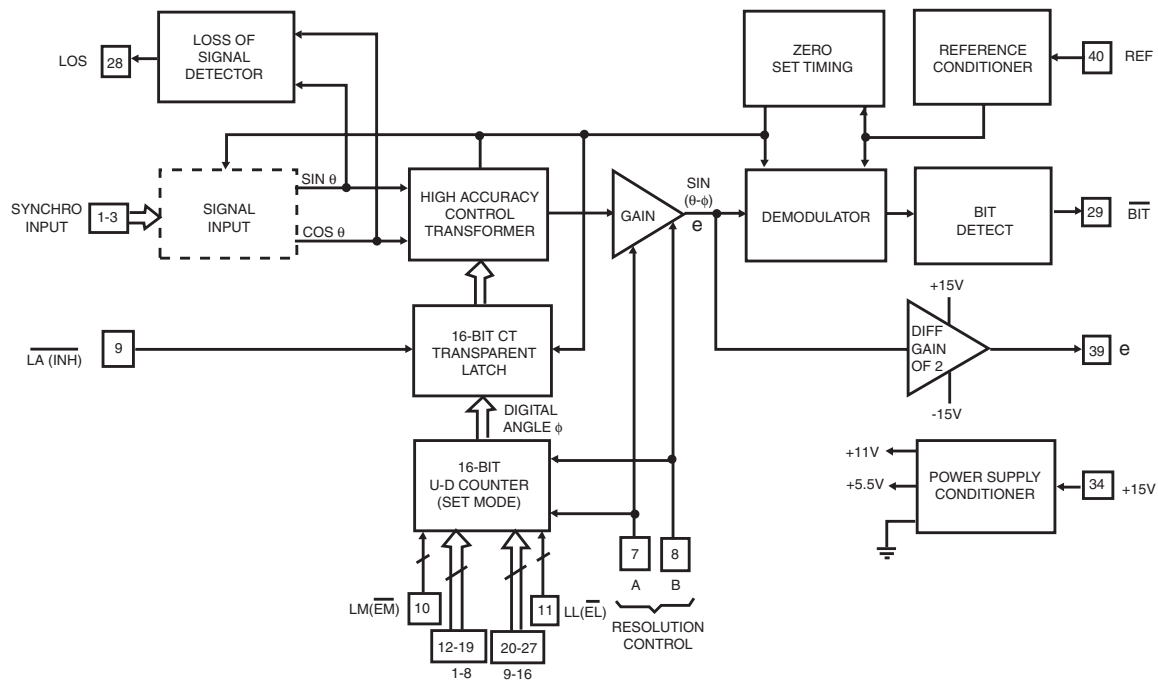 LOSS OF
SIGNAL
DETECTOR
LOS
28
ZERO
SET TIMING
REFERENCE
CONDITIONER
40
REF
SYNCHRO
INPUT
1-3
SIGNAL
INPUT
SIN θ
COS θ
HIGH ACCURACY
CONTROL
TRANSFORMER
GAIN
SIN
(θ-ϕ)
e
DEMODULATOR
BIT
DETECT
29
BIT
LA (INH)
9
16-BIT CT
TRANSPARENT
LATCH
+15V
DIFF
GAIN
OF 2
-15V
39
e
DIGITAL
ANGLE ϕ
16-BIT
U-D COUNTER
(SET MODE)
+11V
+5.5V
POWER SUPPLY
CONDITIONER
34
+15V
7
8
A
B
RESOLUTION
CONTROL
LM(EM)
10
11
LL(EL)
12-19
20-27
1-8
9-16